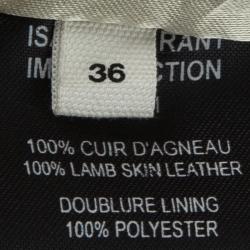 36
100% CUIR D'AGNEAU
100% LAMB SKIN LEATHER
DOUBLURE LINING
100% POLYESTER